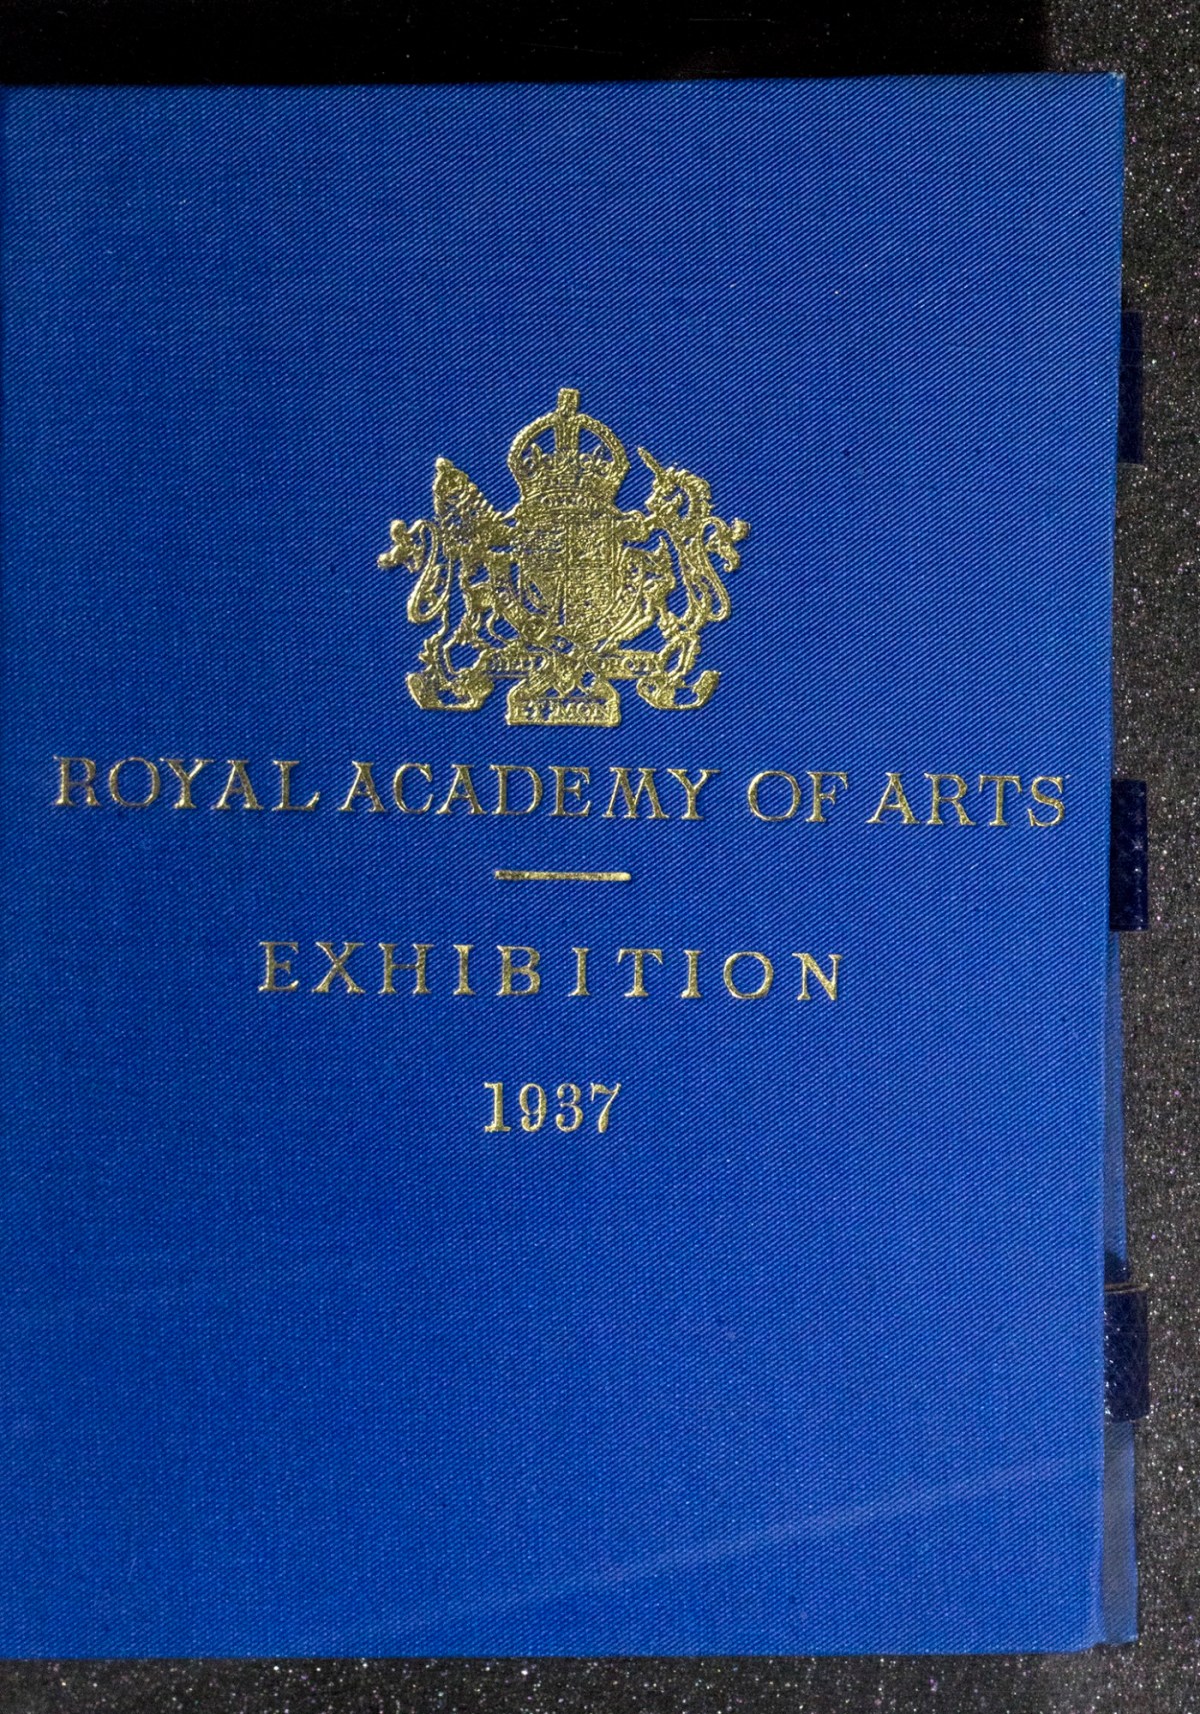 ROYAL ACADEMY OF ARTS
EXHIBITION
1937